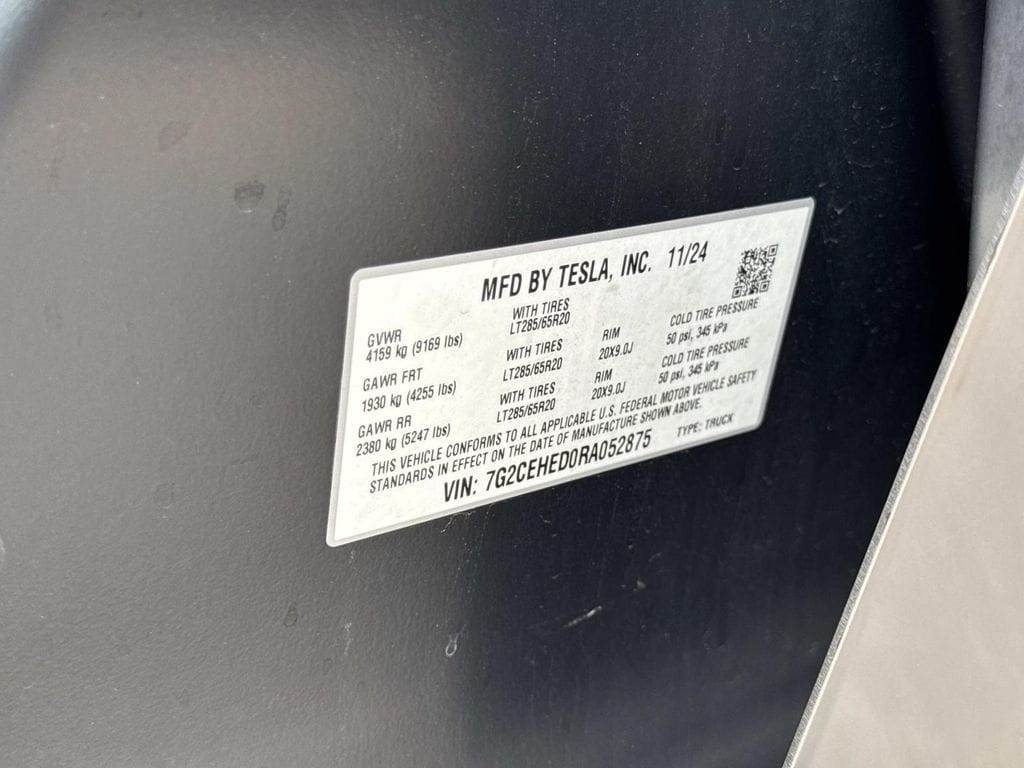 MFD BY TESLA, INC. 11/24
GVWR
4159 kg (9169 lbs)
WITH TIRES
LT285/65R20
GAWR FRT
1930 kg (4255 lbs)
WITH TIRES
LT285/65R20
RIM
20X9.0J
COLD TIRE PRESSURE
50 psi, 345 kPa
GAWR RR
2380 kg (5247 lbs)
WITH TIRES
LT285/65R20
RIM
20X9.0J
COLD TIRE PRESSURE
50 psi, 345 kPa
THIS VEHICLE CONFORMS TO ALL APPLICABLE U.S. FEDERAL MOTOR VEHICLE SAFETY
STANDARDS IN EFFECT ON THE DATE OF MANUFACTURE SHOWN ABOVE.
VIN: 7G2CEHED0RA052875 TYPE: TRUCK